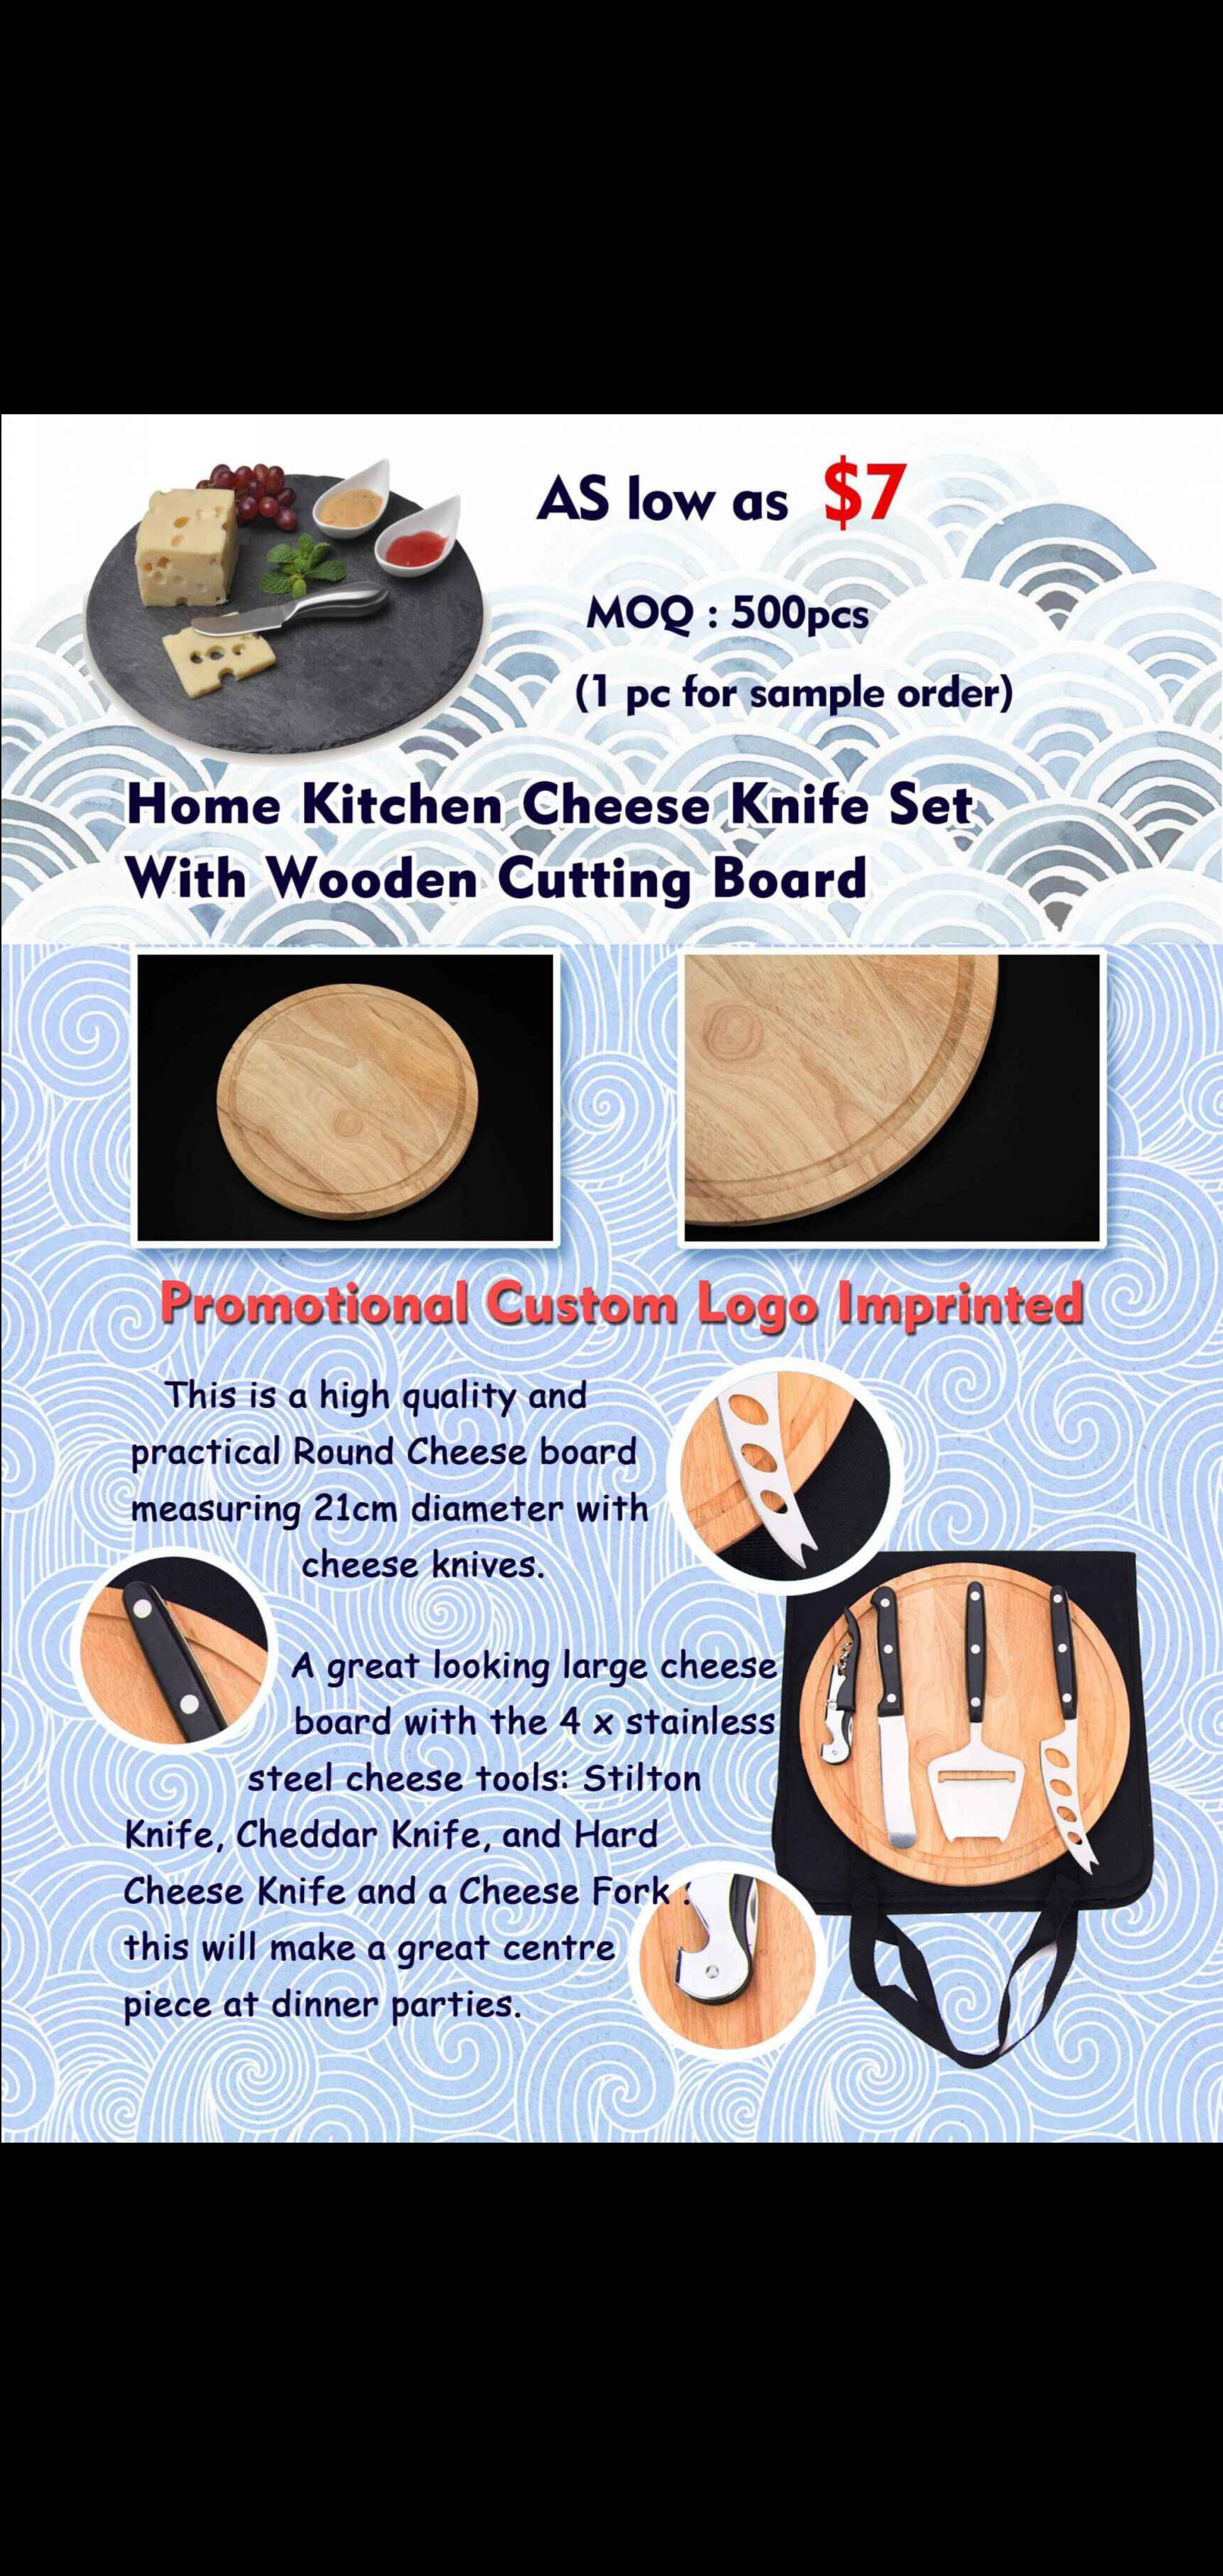 AS low as $7
MOQ : 500pcs
(1 pc for sample order)
Home Kitchen Cheese Knife Set
With Wooden Cutting Board
Promotional Custom Logo Imprinted
This is a high quality and
practical Round Cheese board
measuring 21cm diameter with
cheese knives.
A great looking large cheese
board with the 4 x stainless
steel cheese tools: Stilton
Knife, Cheddar Knife, and Hard
Cheese Knife and a Cheese Fork :
this will make a great centre
piece at dinner parties.